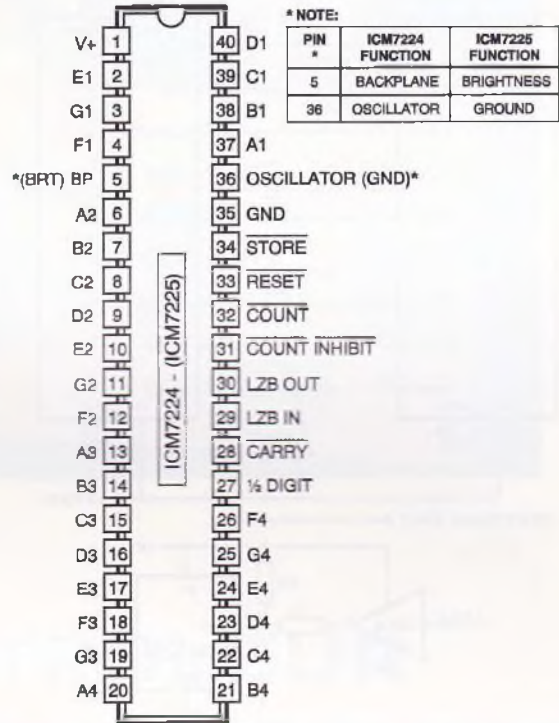 * NOTE:
PIN * ICM7224 FUNCTION ICM7225 FUNCTION
5 BACKPLANE BRIGHTNESS
36 OSCILLATOR GROUND
V+ 1 40 D1
E1 2 39 C1
G1 3 38 B1
F1 4 37 A1
*(BRT) BP 5 36 OSCILLATOR (GND)*
A2 6 35 GND
B2 7 34 STORE
C2 8 33 RESET
D2 9 32 COUNT
E2 10 31 COUNT INHIBIT
G2 11 30 LZB OUT
F2 12 29 LZB IN
A3 13 28 CARRY
B3 14 27 ½ DIGIT
C3 15 26 F4
D3 16 25 G4
E3 17 24 E4
F3 18 23 D4
G3 19 22 C4
A4 20 21 B4
ICM7224 - (ICM7225)